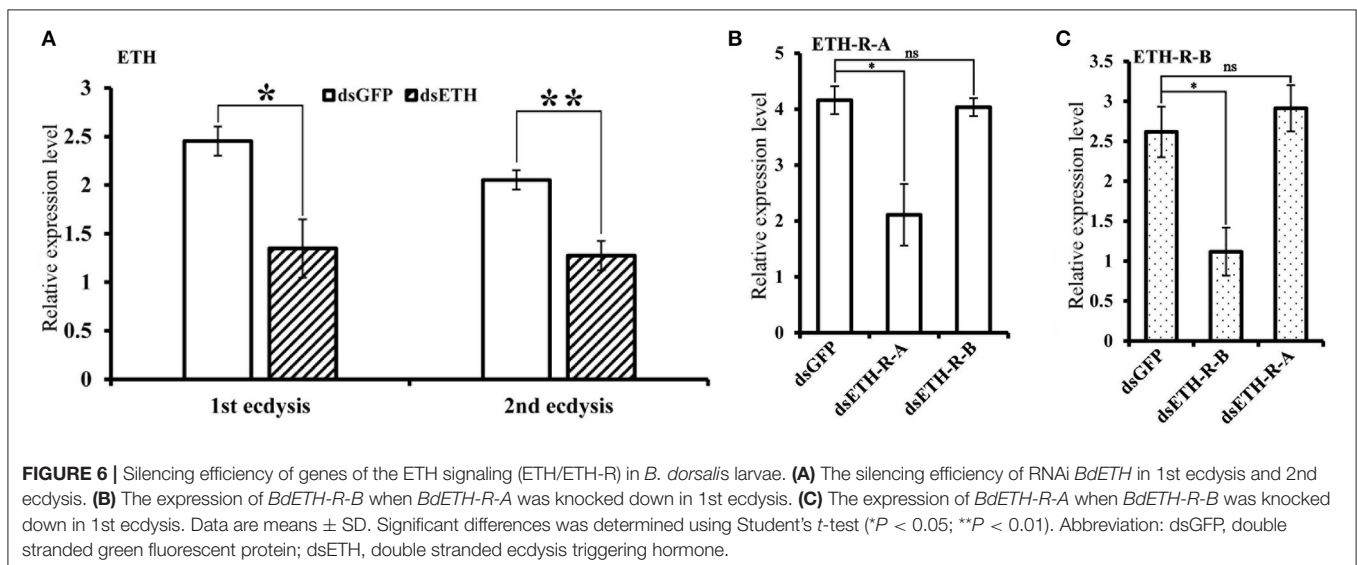 A
ETH
3
2.5
2
1.5
1
0.5
0
Relative expression level
dsGFP dsETH
*
**
1st ecdysis 2nd ecdysis
B
ETH-R-A
5
4
3
2
1
0
Relative expression level
ns
*
dsGFP
dsETH-R-A
dsETH-R-B
C
ETH-R-B
3.5
3
2.5
2
1.5
1
0.5
0
Relative expression level
ns
*
dsGFP
dsETH-R-B
dsETH-R-A
FIGURE 6 | Silencing efficiency of genes of the ETH signaling (ETH/ETH-R) in B. dorsalis larvae. (A) The silencing efficiency of RNAi BdETH in 1st ecdysis and 2nd
ecdysis. (B) The expression of BdETH-R-B when BdETH-R-A was knocked down in 1st ecdysis. (C) The expression of BdETH-R-A when BdETH-R-B was knocked
down in 1st ecdysis. Data are means ± SD. Significant differences was determined using Student's t-test (*P < 0.05; **P < 0.01). Abbreviation: dsGFP, double
stranded green fluorescent protein; dsETH, double stranded ecdysis triggering hormone.